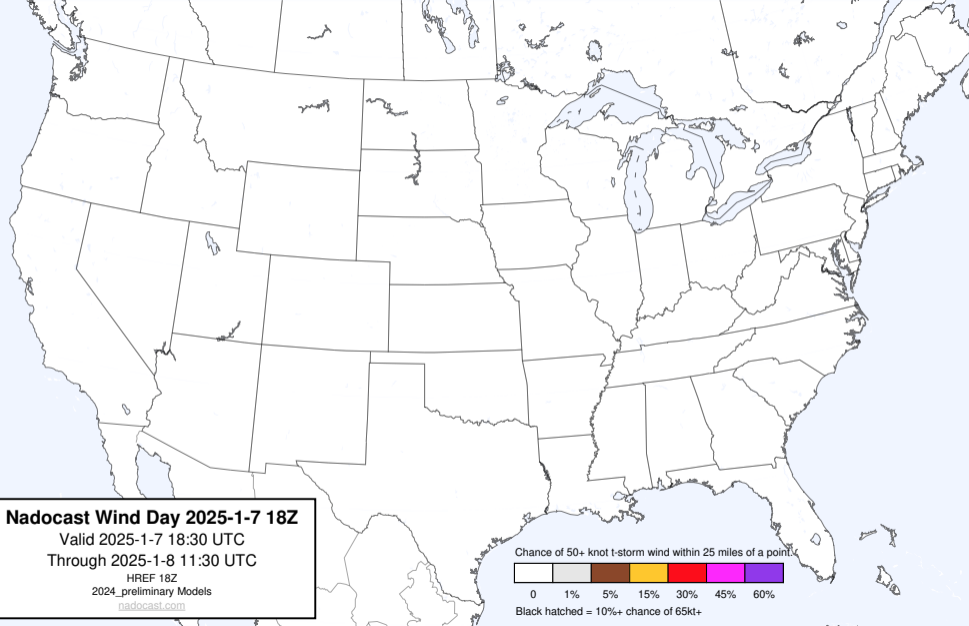 Nadocast Wind Day 2025-1-7 18Z
Valid 2025-1-7 18:30 UTC
Through 2025-1-8 11:30 UTC
HREF 18Z
2024_preliminary Models
nadocast.com
Chance of 50+ knot t-storm wind within 25 miles of a point.
0 1% 5% 15% 30% 45% 60%
Black hatched = 10%+ chance of 65kt+